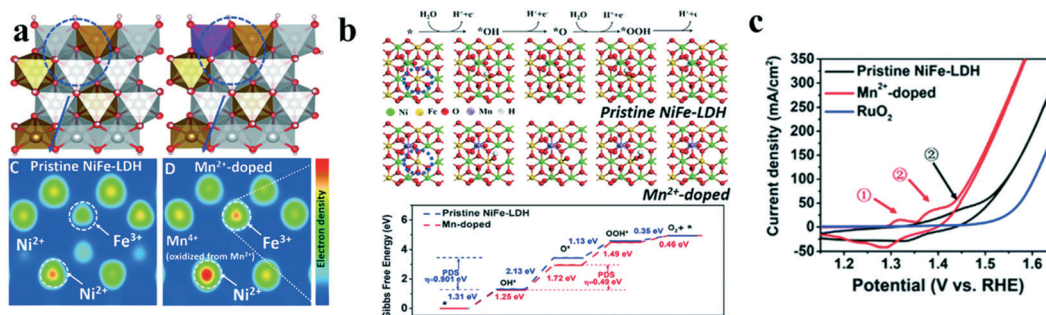 a
C Pristine NiFe-LDH
D Mn²⁺-doped
Ni²⁺
Fe³⁺
Ni²⁺
Mn⁴⁺
(oxidized from Mn²⁺)
Fe³⁺
Ni²⁺
Electron density
b
H₂O H⁺+e⁻ H⁺+e⁻ H₂O H⁺+e⁻
* *OH *O *OOH
Ni Fe O Mn H
Pristine NiFe-LDH
Mn²⁺-doped
Gibbs Free Energy (eV)
6
4
2
0
Pristine NiFe-LDH
Mn-doped
PDS
η=0.901 eV
1.31 eV
*
OH*
1.25 eV
2.13 eV
O*
1.72 eV
1.13 eV
OOH*
1.49 eV
PDS
η=0.49 eV
0.35 eV
O₂+ *
0.46 eV
c
Current density (mA/cm²)
350
300
250
200
150
100
50
0
-50
Pristine NiFe-LDH
Mn²⁺-doped
RuO₂
①
②
②
1.2 1.3 1.4 1.5 1.6
Potential (V vs. RHE)